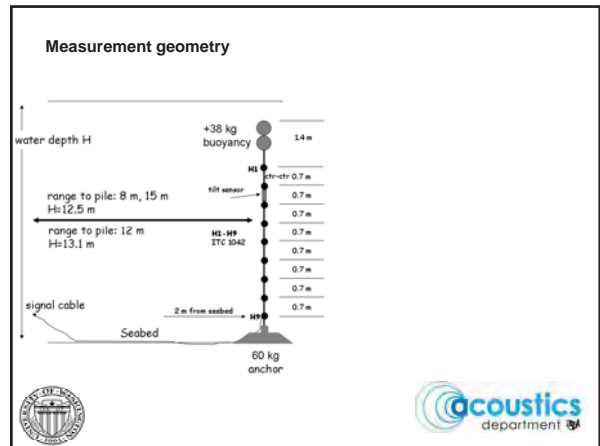 Measurement geometry
water depth H
+38 kg
buoyancy
1.4 m
H1
ctr-ctr 0.7 m
tilt sensor
0.7 m
range to pile: 8 m, 15 m
H=12.5 m
0.7 m
range to pile: 12 m
H=13.1 m
H1-H9
ITC 1042
0.7 m
0.7 m
0.7 m
0.7 m
signal cable
2 m from seabed
H9
0.7 m
Seabed
60 kg
anchor
UNIVERSITY OF WASHINGTON
acoustics
department